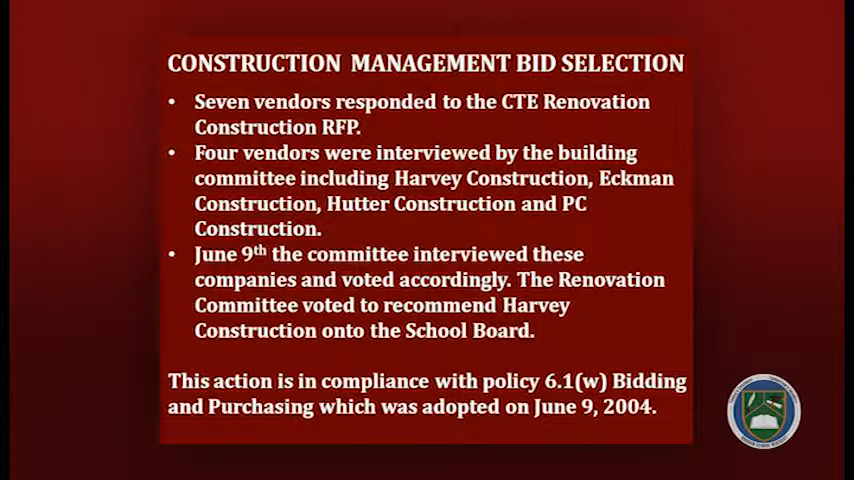 CONSTRUCTION MANAGEMENT BID SELECTION
• Seven vendors responded to the CTE Renovation
Construction RFP.
• Four vendors were interviewed by the building
committee including Harvey Construction, Eckman
Construction, Hutter Construction and PC
Construction.
• June 9th the committee interviewed these
companies and voted accordingly. The Renovation
Committee voted to recommend Harvey
Construction onto the School Board.
This action is in compliance with policy 6.1(w) Bidding
and Purchasing which was adopted on June 9, 2004.